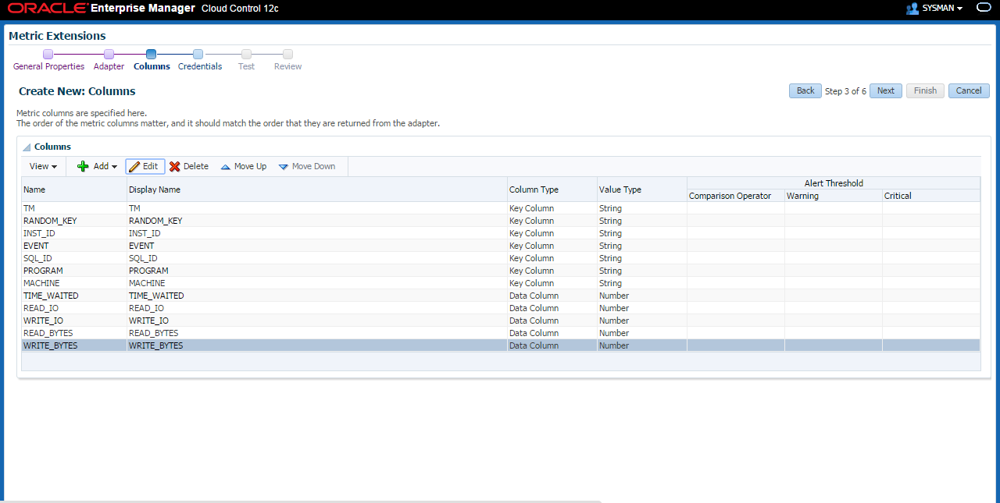 ORACLE Enterprise Manager Cloud Control 12c SYSMAN
Metric Extensions
General Properties Adapter Columns Credentials Test Review
Create New: Columns Back Step 3 of 6 Next Finish Cancel
Metric columns are specified here.
The order of the metric columns matter, and it should match the order that they are returned from the adapter.
Columns
View Add Edit Delete Move Up Move Down
Name Display Name Column Type Value Type Alert Threshold
Comparison Operator Warning Critical
TM TM Key Column String
RANDOM_KEY RANDOM_KEY Key Column String
INST_ID INST_ID Key Column String
EVENT EVENT Key Column String
SQL_ID SQL_ID Key Column String
PROGRAM PROGRAM Key Column String
MACHINE MACHINE Key Column String
TIME_WAITED TIME_WAITED Data Column Number
READ_IO READ_IO Data Column Number
WRITE_IO WRITE_IO Data Column Number
READ_BYTES READ_BYTES Data Column Number
WRITE_BYTES WRITE_BYTES Data Column Number